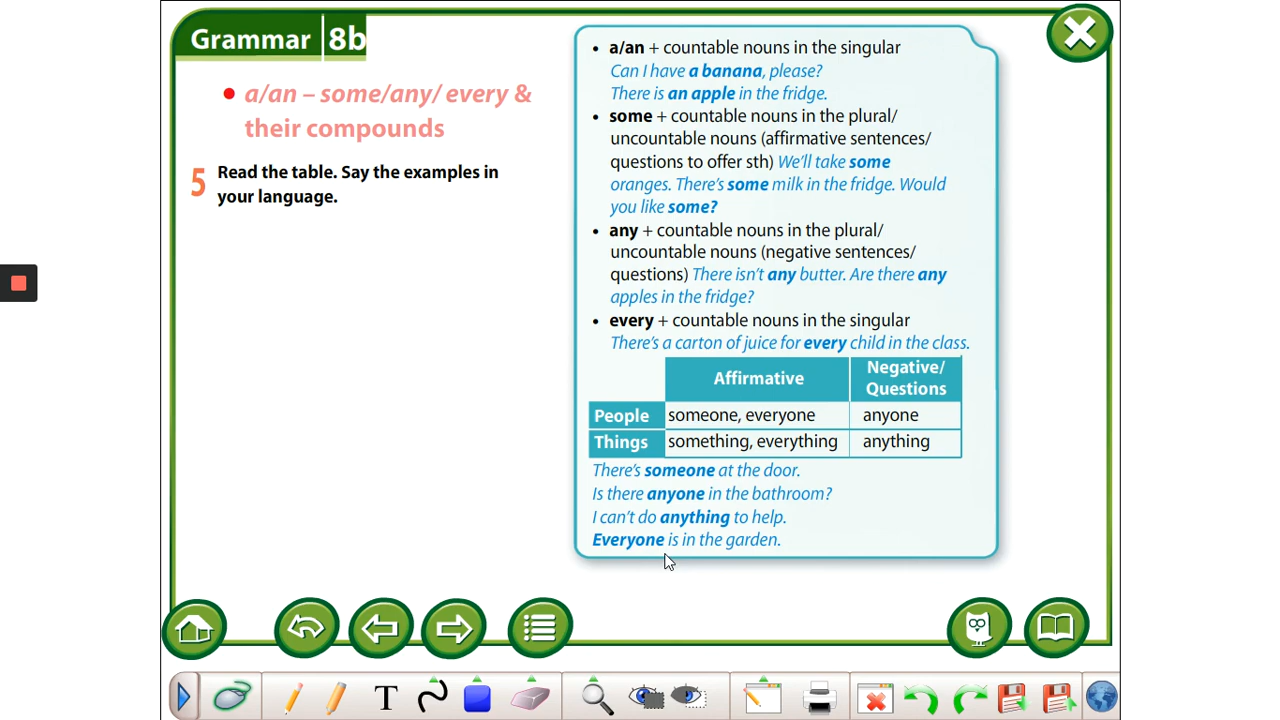 Grammar 8b
• a/an – some/any/ every &
their compounds
5 Read the table. Say the examples in
your language.
• a/an + countable nouns in the singular
Can I have a banana, please?
There is an apple in the fridge.
• some + countable nouns in the plural/
uncountable nouns (affirmative sentences/
questions to offer sth) We’ll take some
oranges. There’s some milk in the fridge. Would
you like some?
• any + countable nouns in the plural/
uncountable nouns (negative sentences/
questions) There isn’t any butter. Are there any
apples in the fridge?
• every + countable nouns in the singular
There’s a carton of juice for every child in the class.
Affirmative Negative/
Questions
People someone, everyone anyone
Things something, everything anything
There’s someone at the door.
Is there anyone in the bathroom?
I can’t do anything to help.
Everyone is in the garden.
T